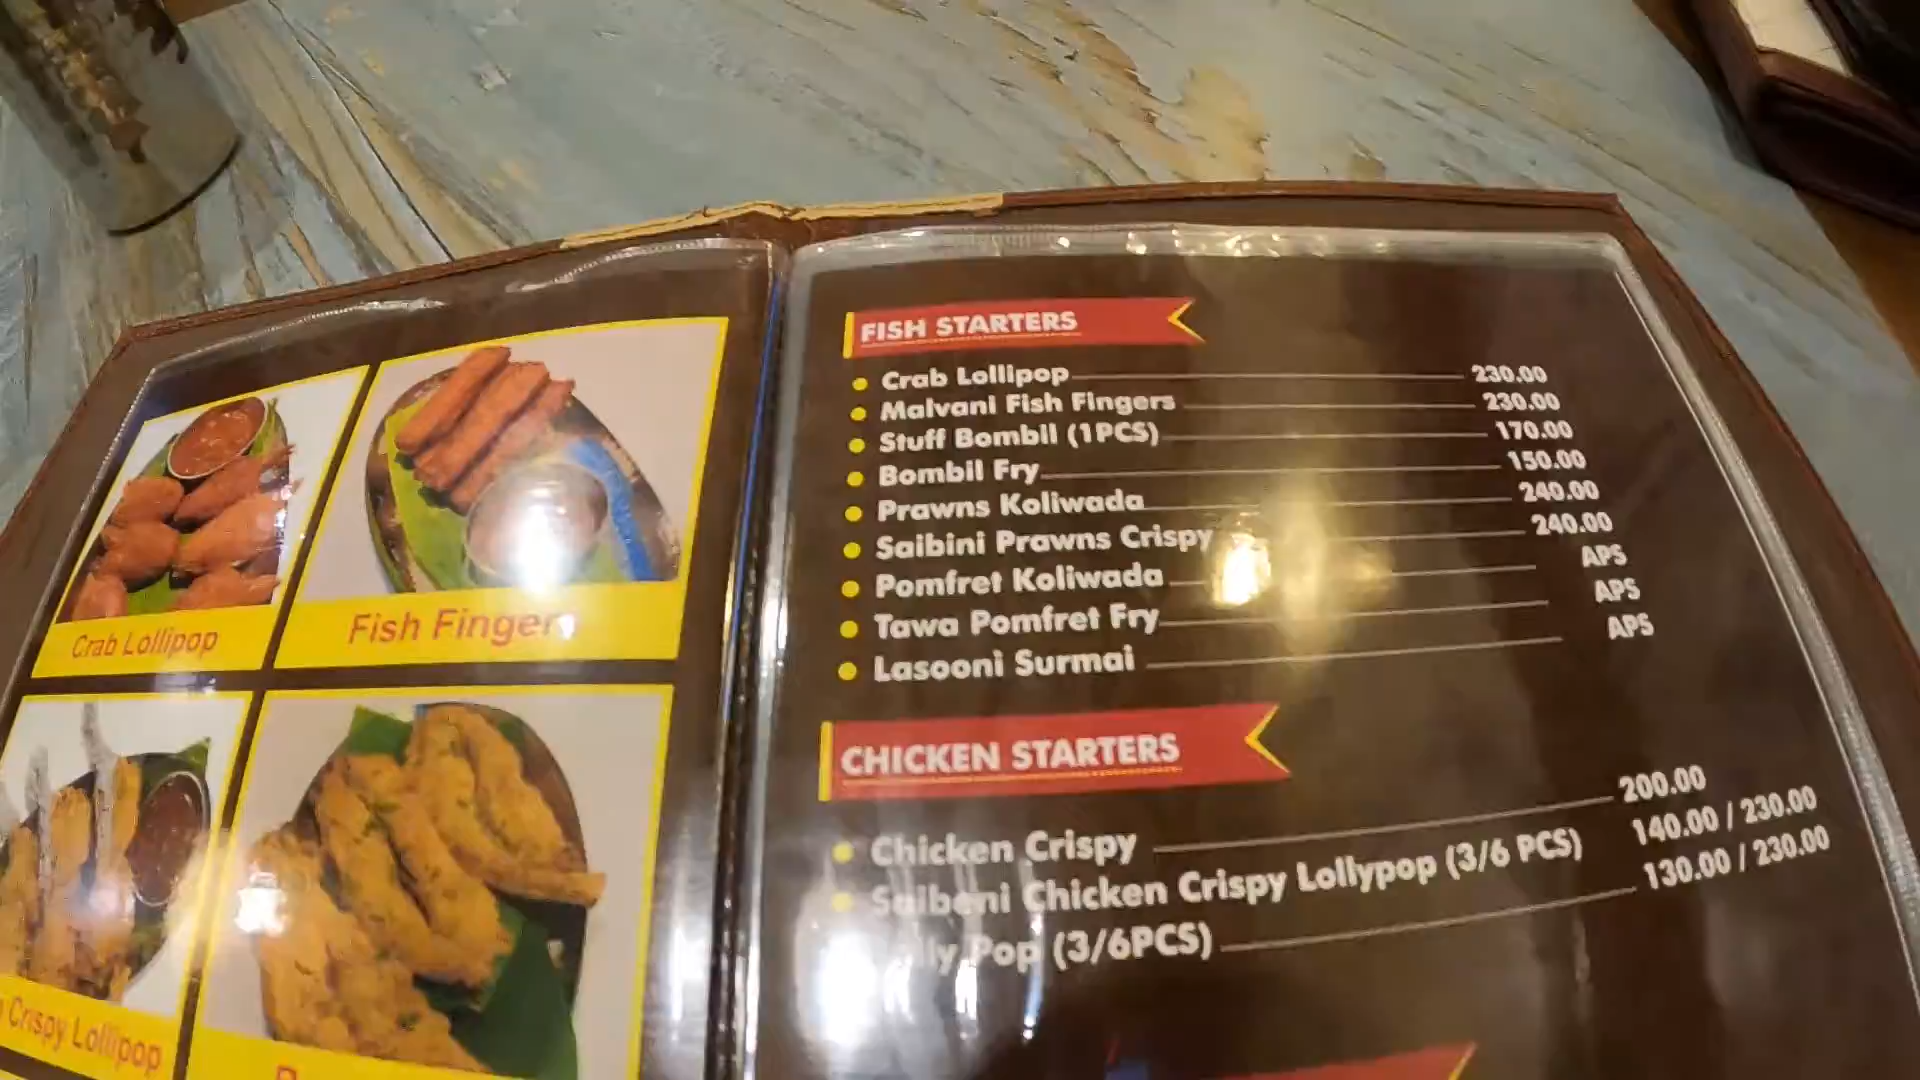 Crab Lollipop
Fish Fingers
Crispy Lollipop
FISH STARTERS
Crab Lollipop 230.00
Malvani Fish Fingers 230.00
Stuff Bombil (1PCS) 170.00
Bombil Fry 150.00
Prawns Koliwada 240.00
Saibini Prawns Crispy 240.00
Pomfret Koliwada APS
Tawa Pomfret Fry APS
Lasooni Surmai APS
CHICKEN STARTERS
Chicken Crispy 200.00
Saibeni Chicken Crispy Lollypop (3/6 PCS) 140.00 / 230.00
Pop (3/6PCS) 130.00 / 230.00